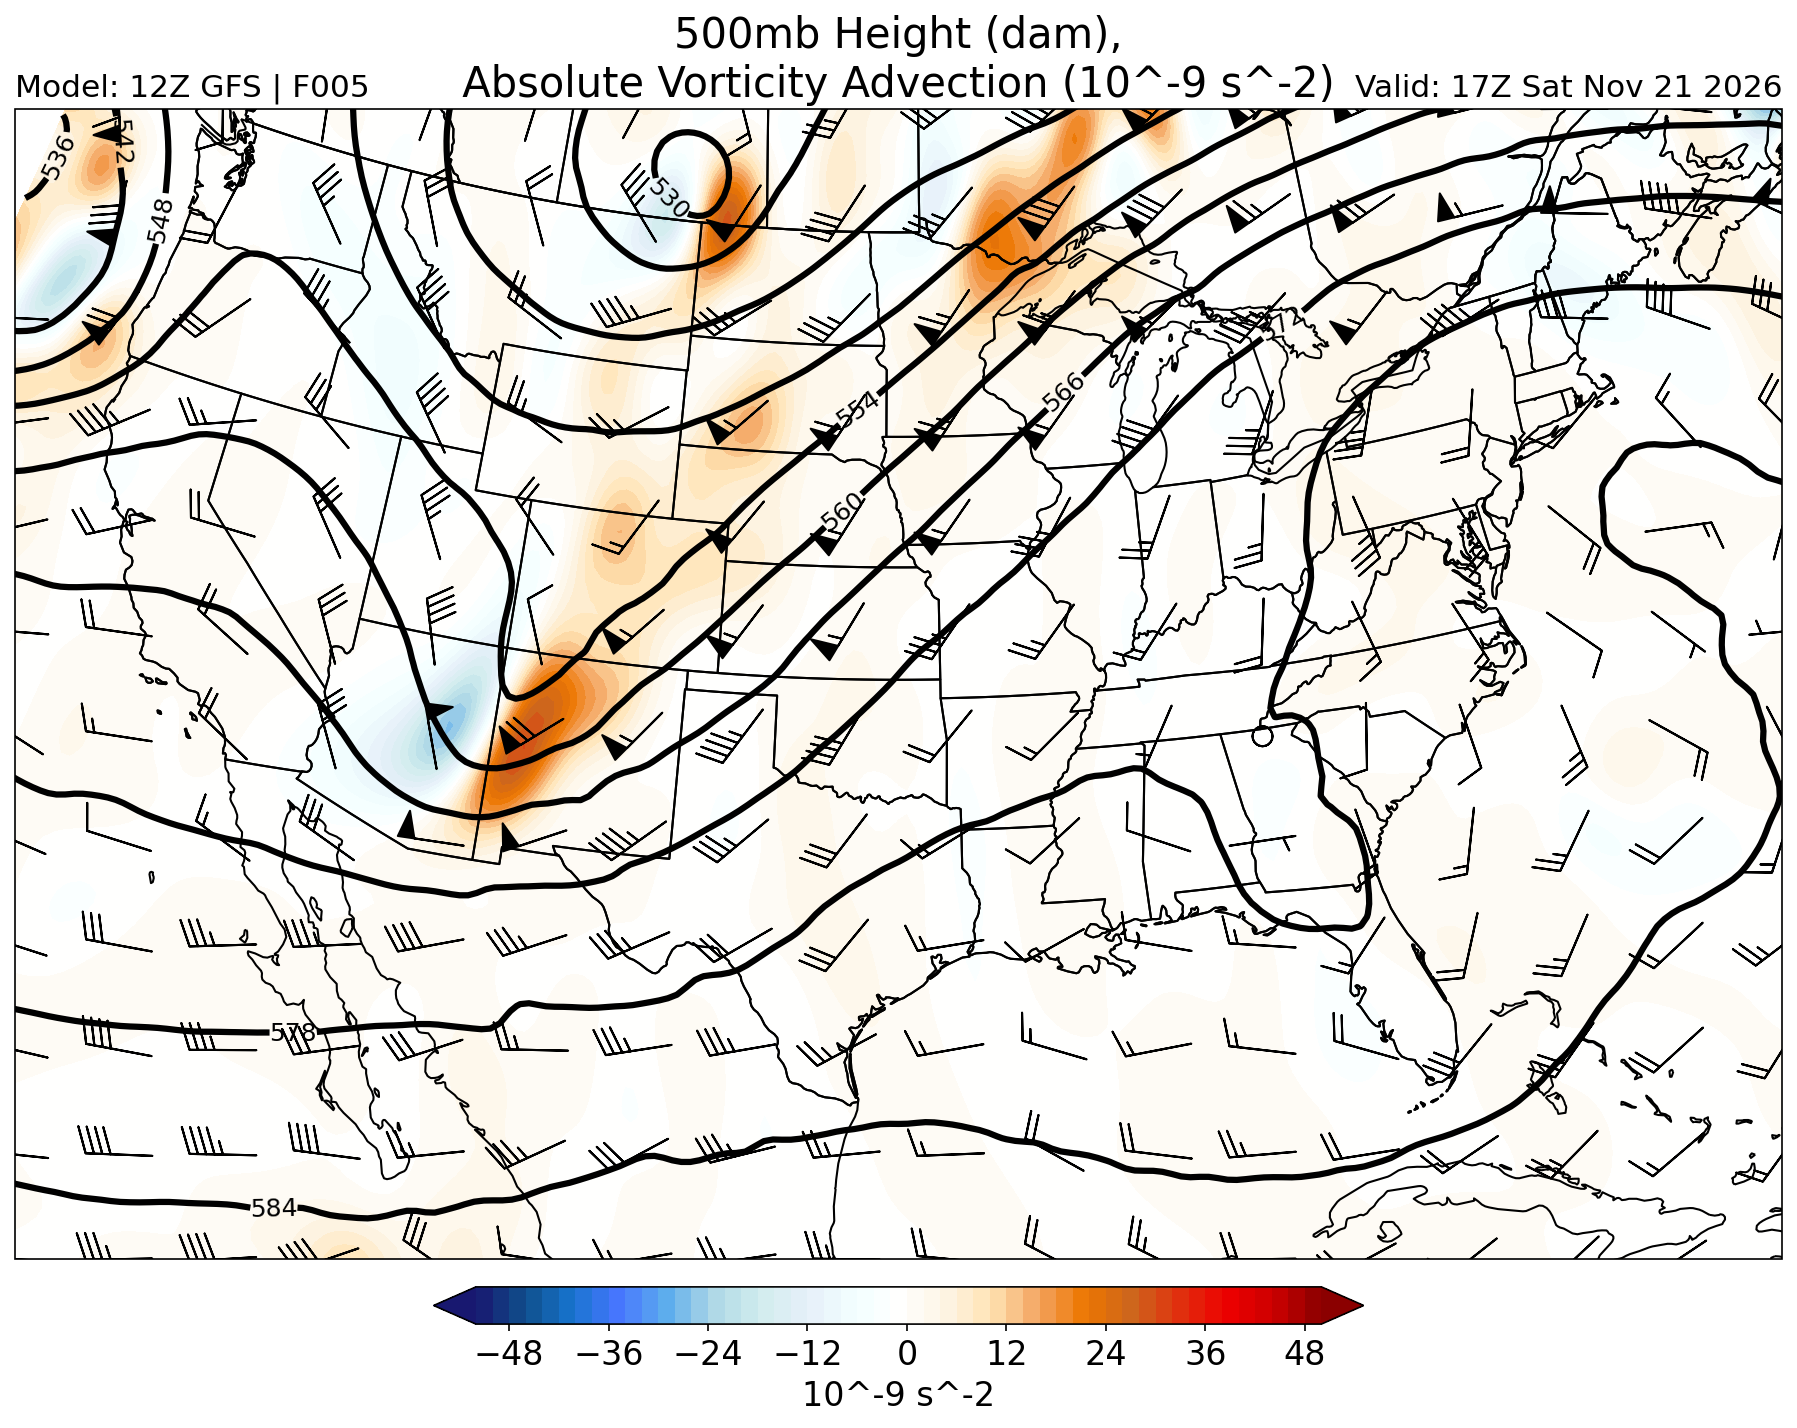 500mb Height (dam),
Model: 12Z GFS | F005
Absolute Vorticity Advection (10^-9 s^-2)
Valid: 17Z Sat Nov 21 2026
536
542
548
530
554
566
560
578
584
−48 −36 −24 −12 0 12 24 36 48
10^-9 s^-2